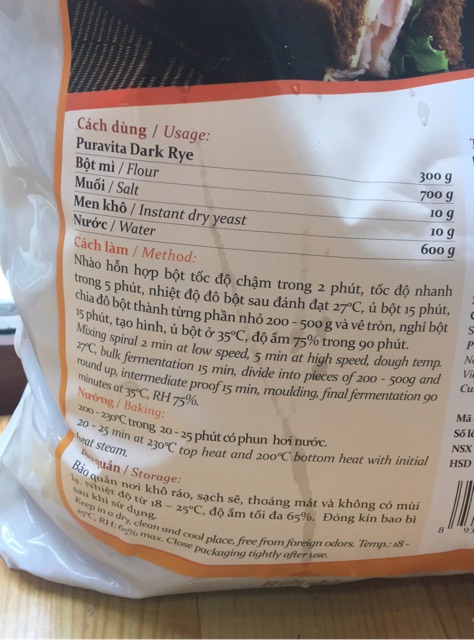 Cách dùng / Usage:
Puravita Dark Rye 300 g
Bột mì / Flour 700 g
Muối / Salt 10 g
Men khô / Instant dry yeast 10 g
Nước / Water 600 g
Cách làm / Method:
Nhào hỗn hợp bột tốc độ chậm trong 2 phút, tốc độ nhanh
trong 5 phút, nhiệt độ đô bột sau đánh đạt 27°C, ủ bột 15 phút,
chia đô bột thành từng phần nhỏ 200 - 500 g và vê tròn, nghỉ bột
15 phút, tạo hình, ủ bột ở 35°C, độ ẩm 75% trong 90 phút.
Mixing spiral 2 min at low speed, 5 min at high speed, dough temp.
27°C, bulk fermentation 15 min, divide into pieces of 200 - 500g and
round up, intermediate proof 15 min, moulding, final fermentation 90
minutes at 35°C, RH 75%.
Nướng / Baking:
200 - 230°C trong 20 - 25 phút có phun hơi nước.
20 - 25 min at 230°C top heat and 200°C bottom heat with initial
heat steam.
quản / Storage:
Bảo quản nơi khô ráo, sạch sẽ, thoáng mát và không có mùi
lạ. Nhiệt độ từ 18 - 25°C, độ ẩm tối đa 65%. Đóng kín bao bì
sau khi sử dụng.
Keep in a dry, clean and cool place, free from foreign odors. Temp.: 18 -
25°C, RH: 65% max. Close packaging tightly after use.
Mã
Số lô
NSX
HSD
8 93